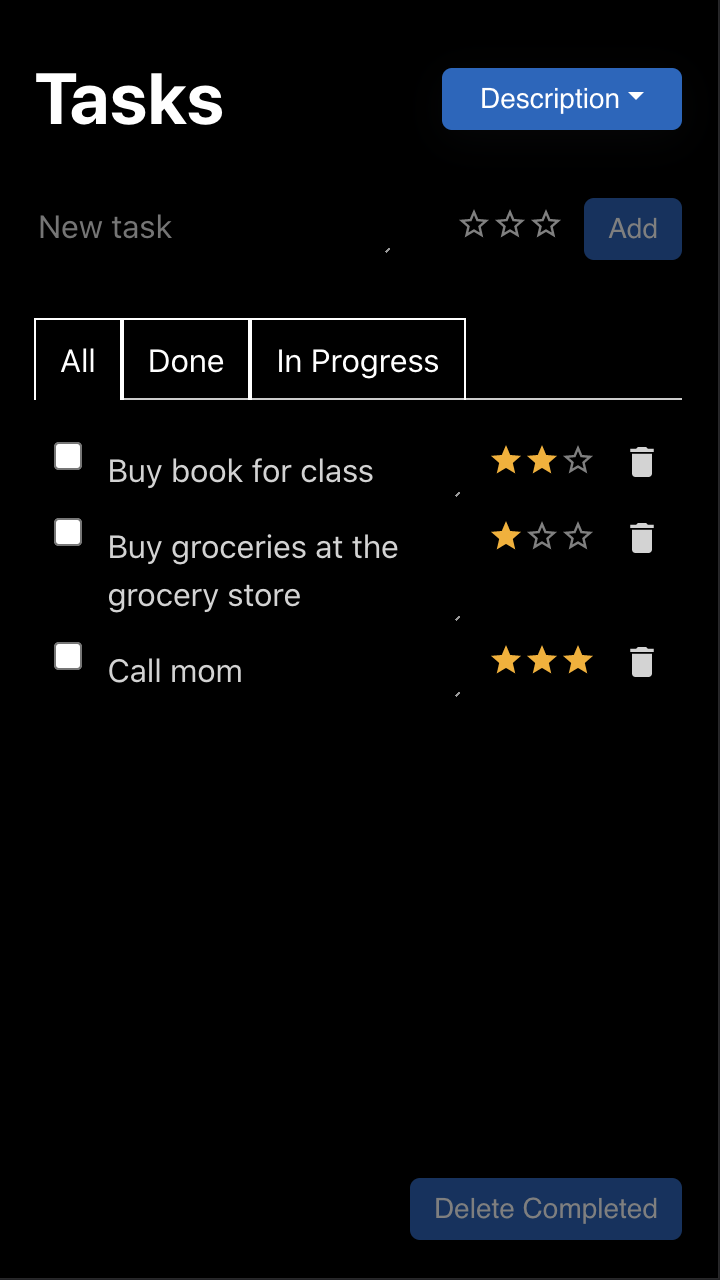 Tasks
Description
New task
Add
All
Done
In Progress
Buy book for class
Buy groceries at the
grocery store
Call mom
Delete Completed